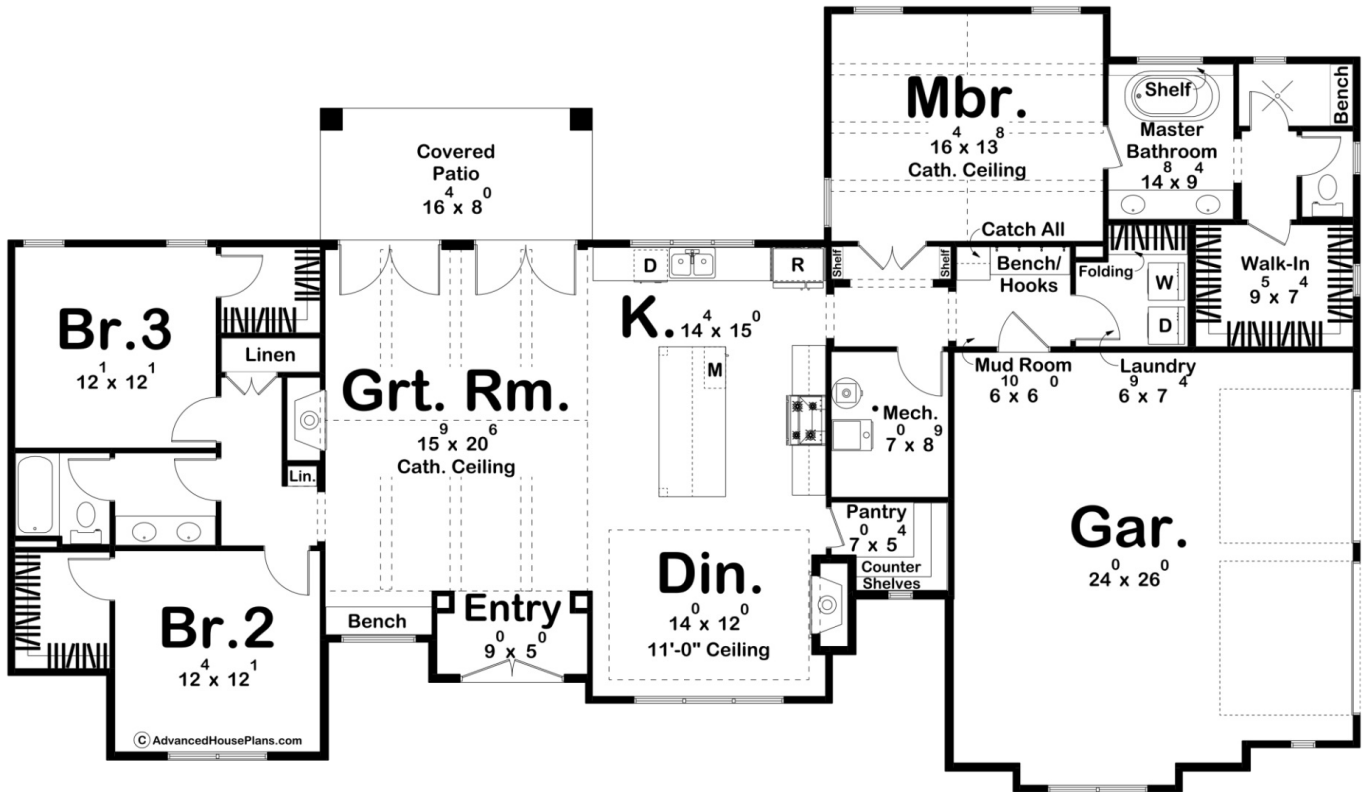 Mbr.
16⁴ x 13⁸
Cath. Ceiling
Shelf
Bench
Master
Bathroom
14⁸ x 9⁴
Covered
Patio
16⁴ x 8⁰
Catch All
Shelf
Shelf
Bench/
Hooks
Folding
W
D
Walk-In
9⁵ x 7⁴
D
R
K. 14⁴ x 15⁰
M
Br.3
12¹ x 12¹
Linen
Grt. Rm.
15⁹ x 20⁶
Cath. Ceiling
Lin.
Mud Room
6¹⁰ x 6⁰
Laundry
6⁹ x 7⁴
Mech.
7⁰ x 8⁹
Pantry
7⁰ x 5⁴
Counter
Shelves
Gar.
24⁰ x 26⁰
Din.
14⁰ x 12⁰
11'-0" Ceiling
Entry
9⁰ x 5⁰
Bench
Br.2
12⁴ x 12¹
© AdvancedHousePlans.com